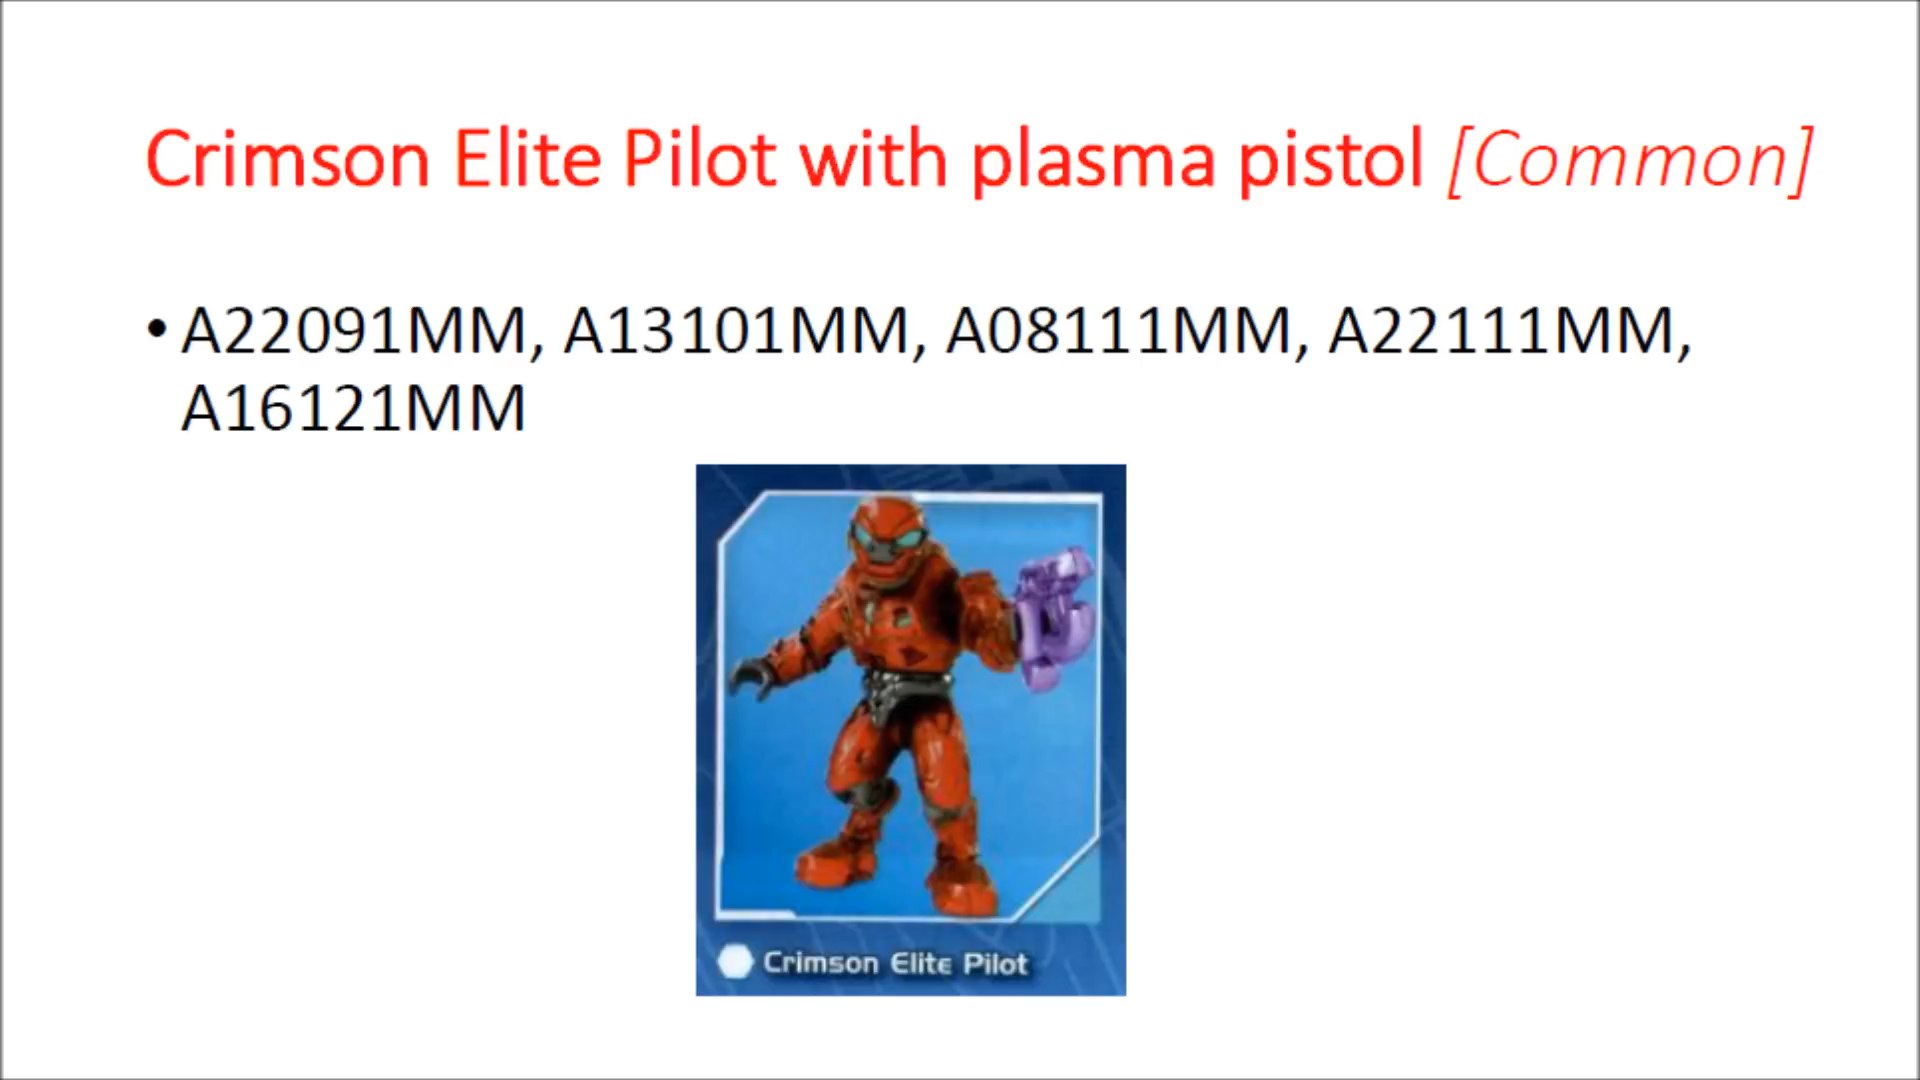 Crimson Elite Pilot with plasma pistol [Common]
• A22091MM, A13101MM, A08111MM, A22111MM,
A16121MM
Crimson Elite Pilot